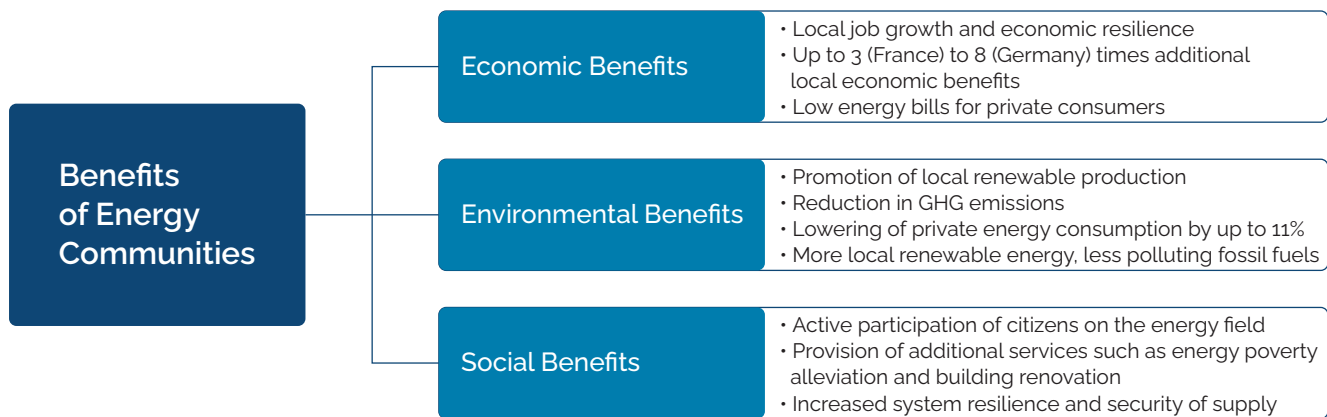 Benefits
of Energy
Communities
Economic Benefits
• Local job growth and economic resilience
• Up to 3 (France) to 8 (Germany) times additional
local economic benefits
• Low energy bills for private consumers
Environmental Benefits
• Promotion of local renewable production
• Reduction in GHG emissions
• Lowering of private energy consumption by up to 11%
• More local renewable energy, less polluting fossil fuels
Social Benefits
• Active participation of citizens on the energy field
• Provision of additional services such as energy poverty
alleviation and building renovation
• Increased system resilience and security of supply